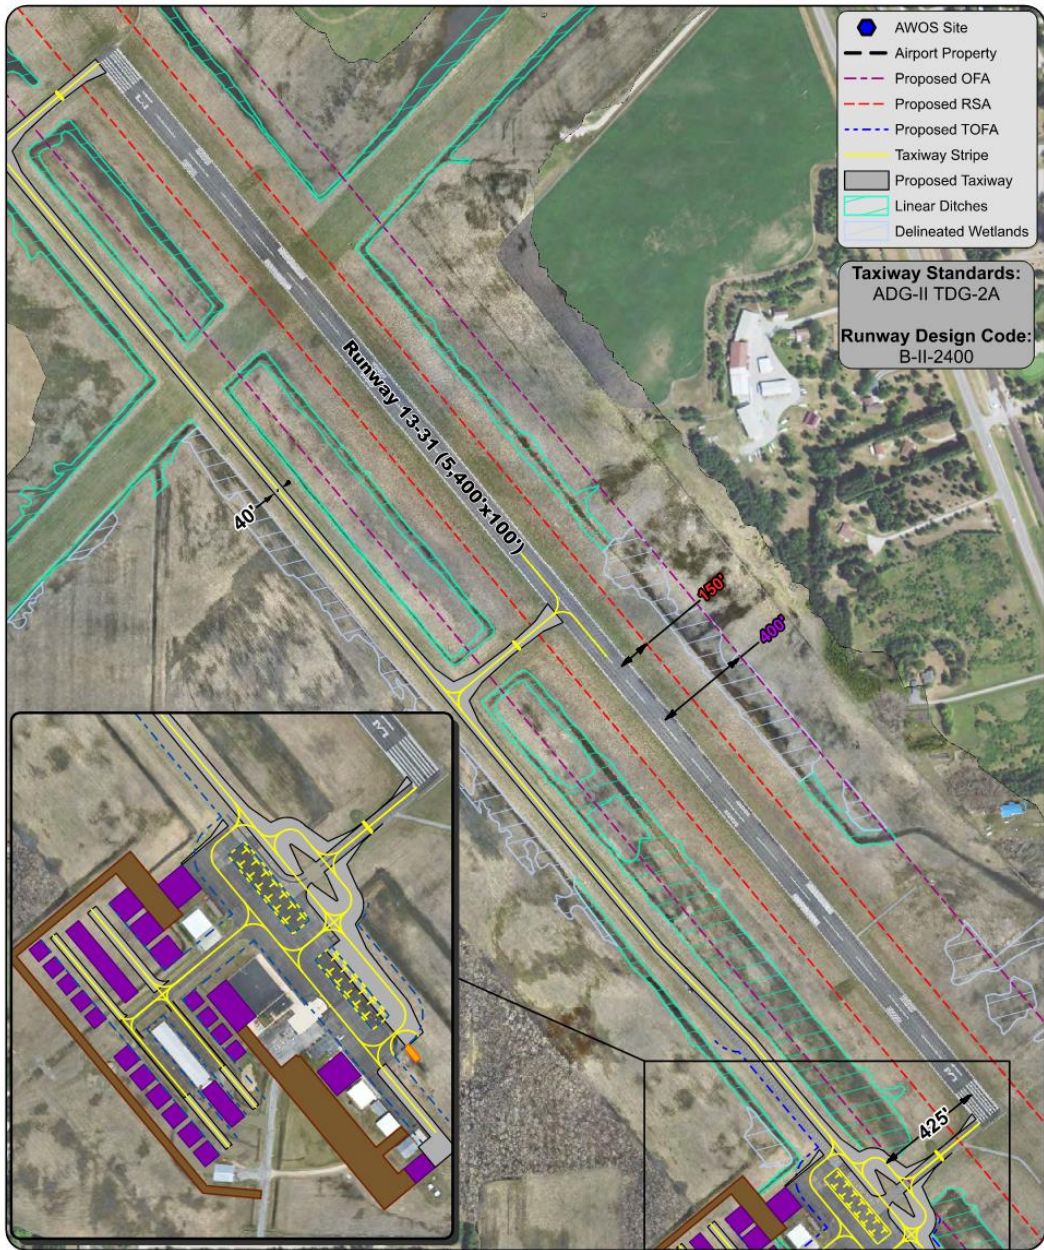 AWOS Site
Airport Property
Proposed OFA
Proposed RSA
Proposed TOFA
Taxiway Stripe
Proposed Taxiway
Linear Ditches
Delineated Wetlands
Taxiway Standards:
ADG-II TDG-2A
Runway Design Code:
B-II-2400
Runway 13-31 (5,400'x100')
40'
150'
400'
425'